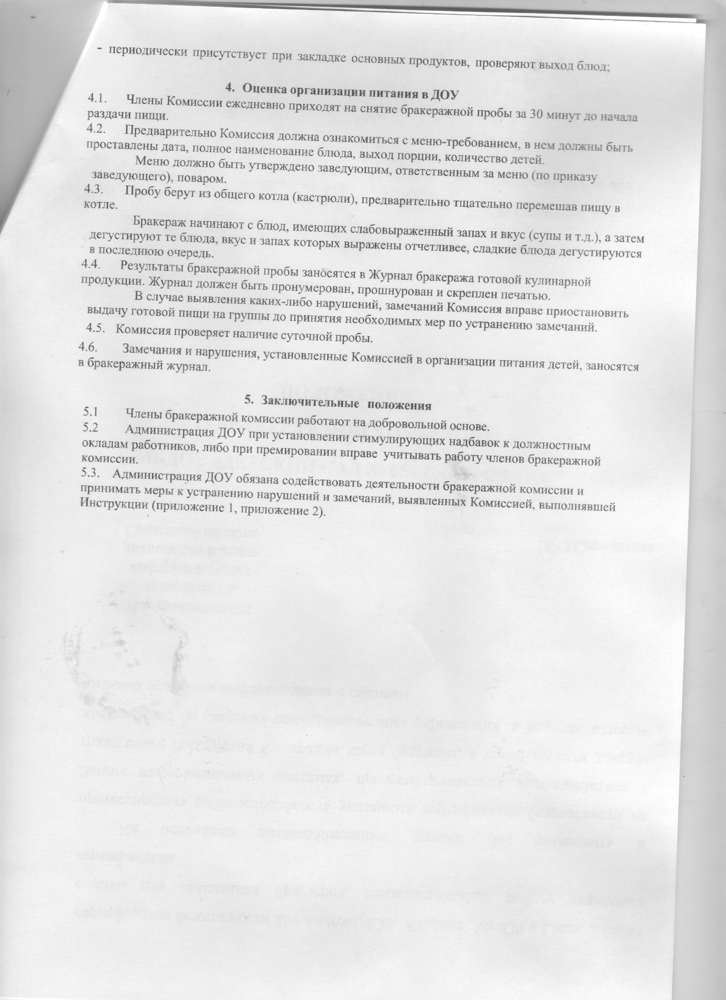 - периодически присутствует при закладке основных продуктов, проверяют выход блюд;
4. Оценка организации питания в ДОУ
4.1. Члены Комиссии ежедневно приходят на снятие бракеражной пробы за 30 минут до начала
раздачи пищи.
4.2. Предварительно Комиссия должна ознакомиться с меню-требованием, в нем должны быть
проставлены дата, полное наименование блюда, выход порции, количество детей.
Меню должно быть утверждено заведующим, ответственным за меню (по приказу
заведующего), поваром.
4.3. Пробу берут из общего котла (кастрюли), предварительно тщательно перемешав пищу в
котле.
Бракераж начинают с блюд, имеющих слабовыраженный запах и вкус (супы и т.д.), а затем
дегустируют те блюда, вкус и запах которых выражены отчетливее, сладкие блюда дегустируются
в последнюю очередь.
4.4. Результаты бракеражной пробы заносятся в Журнал бракеража готовой кулинарной
продукции. Журнал должен быть пронумерован, прошнурован и скреплен печатью.
В случае выявления каких-либо нарушений, замечаний Комиссия вправе приостановить
выдачу готовой пищи на группы до принятия необходимых мер по устранению замечаний.
4.5. Комиссия проверяет наличие суточной пробы.
4.6. Замечания и нарушения, установленные Комиссией в организации питания детей, заносятся
в бракеражный журнал.
5. Заключительные положения
5.1 Члены бракеражной комиссии работают на добровольной основе.
5.2 Администрация ДОУ при установлении стимулирующих надбавок к должностным
окладам работников, либо при премировании вправе учитывать работу членов бракеражной
комиссии.
5.3. Администрация ДОУ обязана содействовать деятельности бракеражной комиссии и
принимать меры к устранению нарушений и замечаний, выявленных Комиссией, выполнявшей
Инструкции (приложение 1, приложение 2).